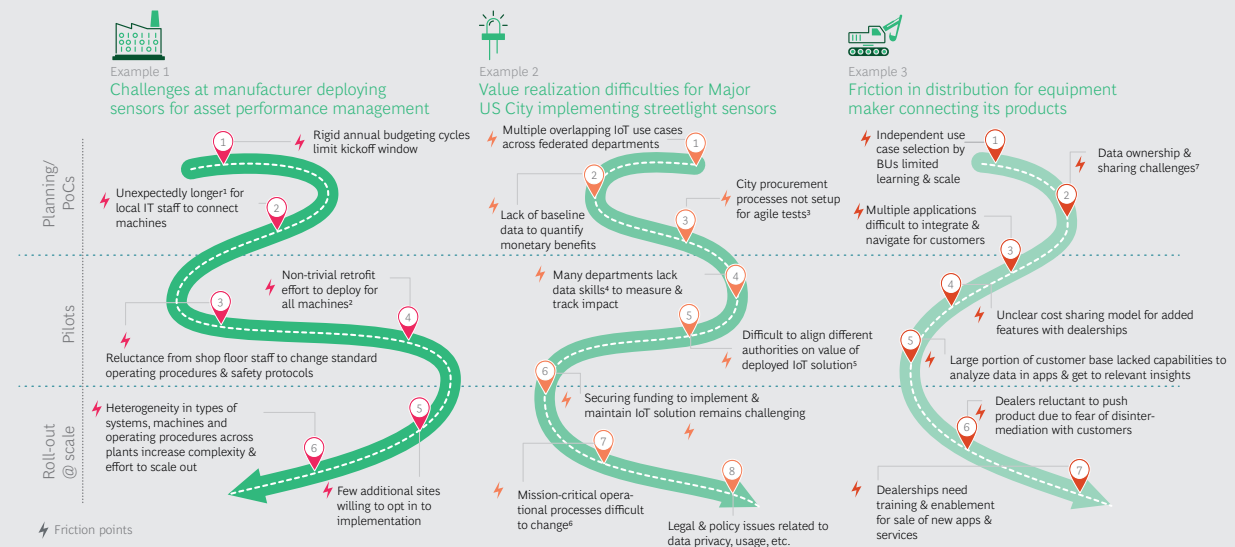 Example 1
Challenges at manufacturer deploying
sensors for asset performance management
Planning/
PoCs
Pilots
Roll-out
@ scale
1
Rigid annual budgeting cycles
limit kickoff window
2
Unexpectedly longer¹ for
local IT staff to connect
machines
3
Reluctance from shop floor staff to change standard
operating procedures & safety protocols
4
Non-trivial retrofit
effort to deploy for
all machines²
5
Few additional sites
willing to opt in to
implementation
6
Heterogeneity in types of
systems, machines and
operating procedures across
plants increase complexity &
effort to scale out
Friction points
Example 2
Value realization difficulties for Major
US City implementing streetlight sensors
1
Multiple overlapping IoT use cases
across federated departments
2
Lack of baseline
data to quantify
monetary benefits
3
City procurement
processes not setup
for agile tests³
4
Many departments lack
data skills⁴ to measure &
track impact
5
Difficult to align different
authorities on value of
deployed IoT solution⁵
6
Securing funding to implement &
maintain IoT solution remains challenging
7
Mission-critical opera-
tional processes difficult
to change⁶
8
Legal & policy issues related to
data privacy, usage, etc.
Example 3
Friction in distribution for equipment
maker connecting its products
1
Independent use
case selection by
BUs limited
learning & scale
2
Data ownership &
sharing challenges⁷
3
Multiple applications
difficult to integrate &
navigate for customers
4
Unclear cost sharing model for added
features with dealerships
5
Large portion of customer base lacked capabilities to
analyze data in apps & get to relevant insights
6
Dealers reluctant to push
product due to fear of disinter-
mediation with customers
7
Dealerships need
training & enablement
for sale of new apps &
services